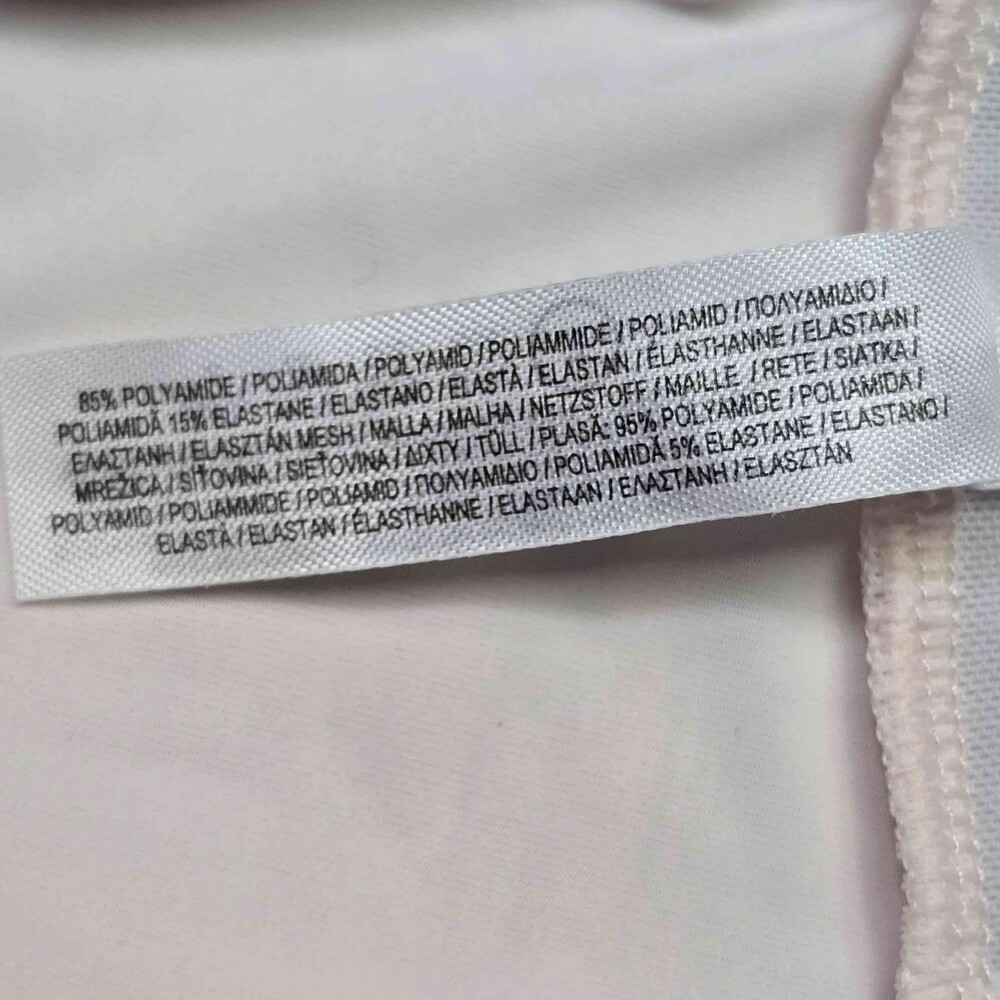 85% POLYAMIDE / POLIAMIDA / POLYAMID / POLIAMMIDE / POLIAMID / ΠΟΛΥΑΜΙΔΙΟ /
POLIAMIDĂ 15% ELASTANE / ELASTANO / ELASTÀ / ELASTAN / ÉLASTHANNE / ELASTAAN /
ΕΛΑΣΤΑΝΗ / ELASZTÁN MESH / MALLA / MALHA / NETZSTOFF / MAILLE / RETE / SIATKA /
MREŽICA / SÍŤOVINA / SIEŤOVINA / ΔΙΧΤΥ / TÜLL / PLASĂ: 95% POLYAMIDE / POLIAMIDA /
POLYAMID / POLIAMMIDE / POLIAMID / ΠΟΛΥΑΜΙΔΙΟ / POLIAMIDĂ 5% ELASTANE / ELASTANO /
ELASTÀ / ELASTAN / ÉLASTHANNE / ELASTAAN / ΕΛΑΣΤΑΝΗ / ELASZTÁN